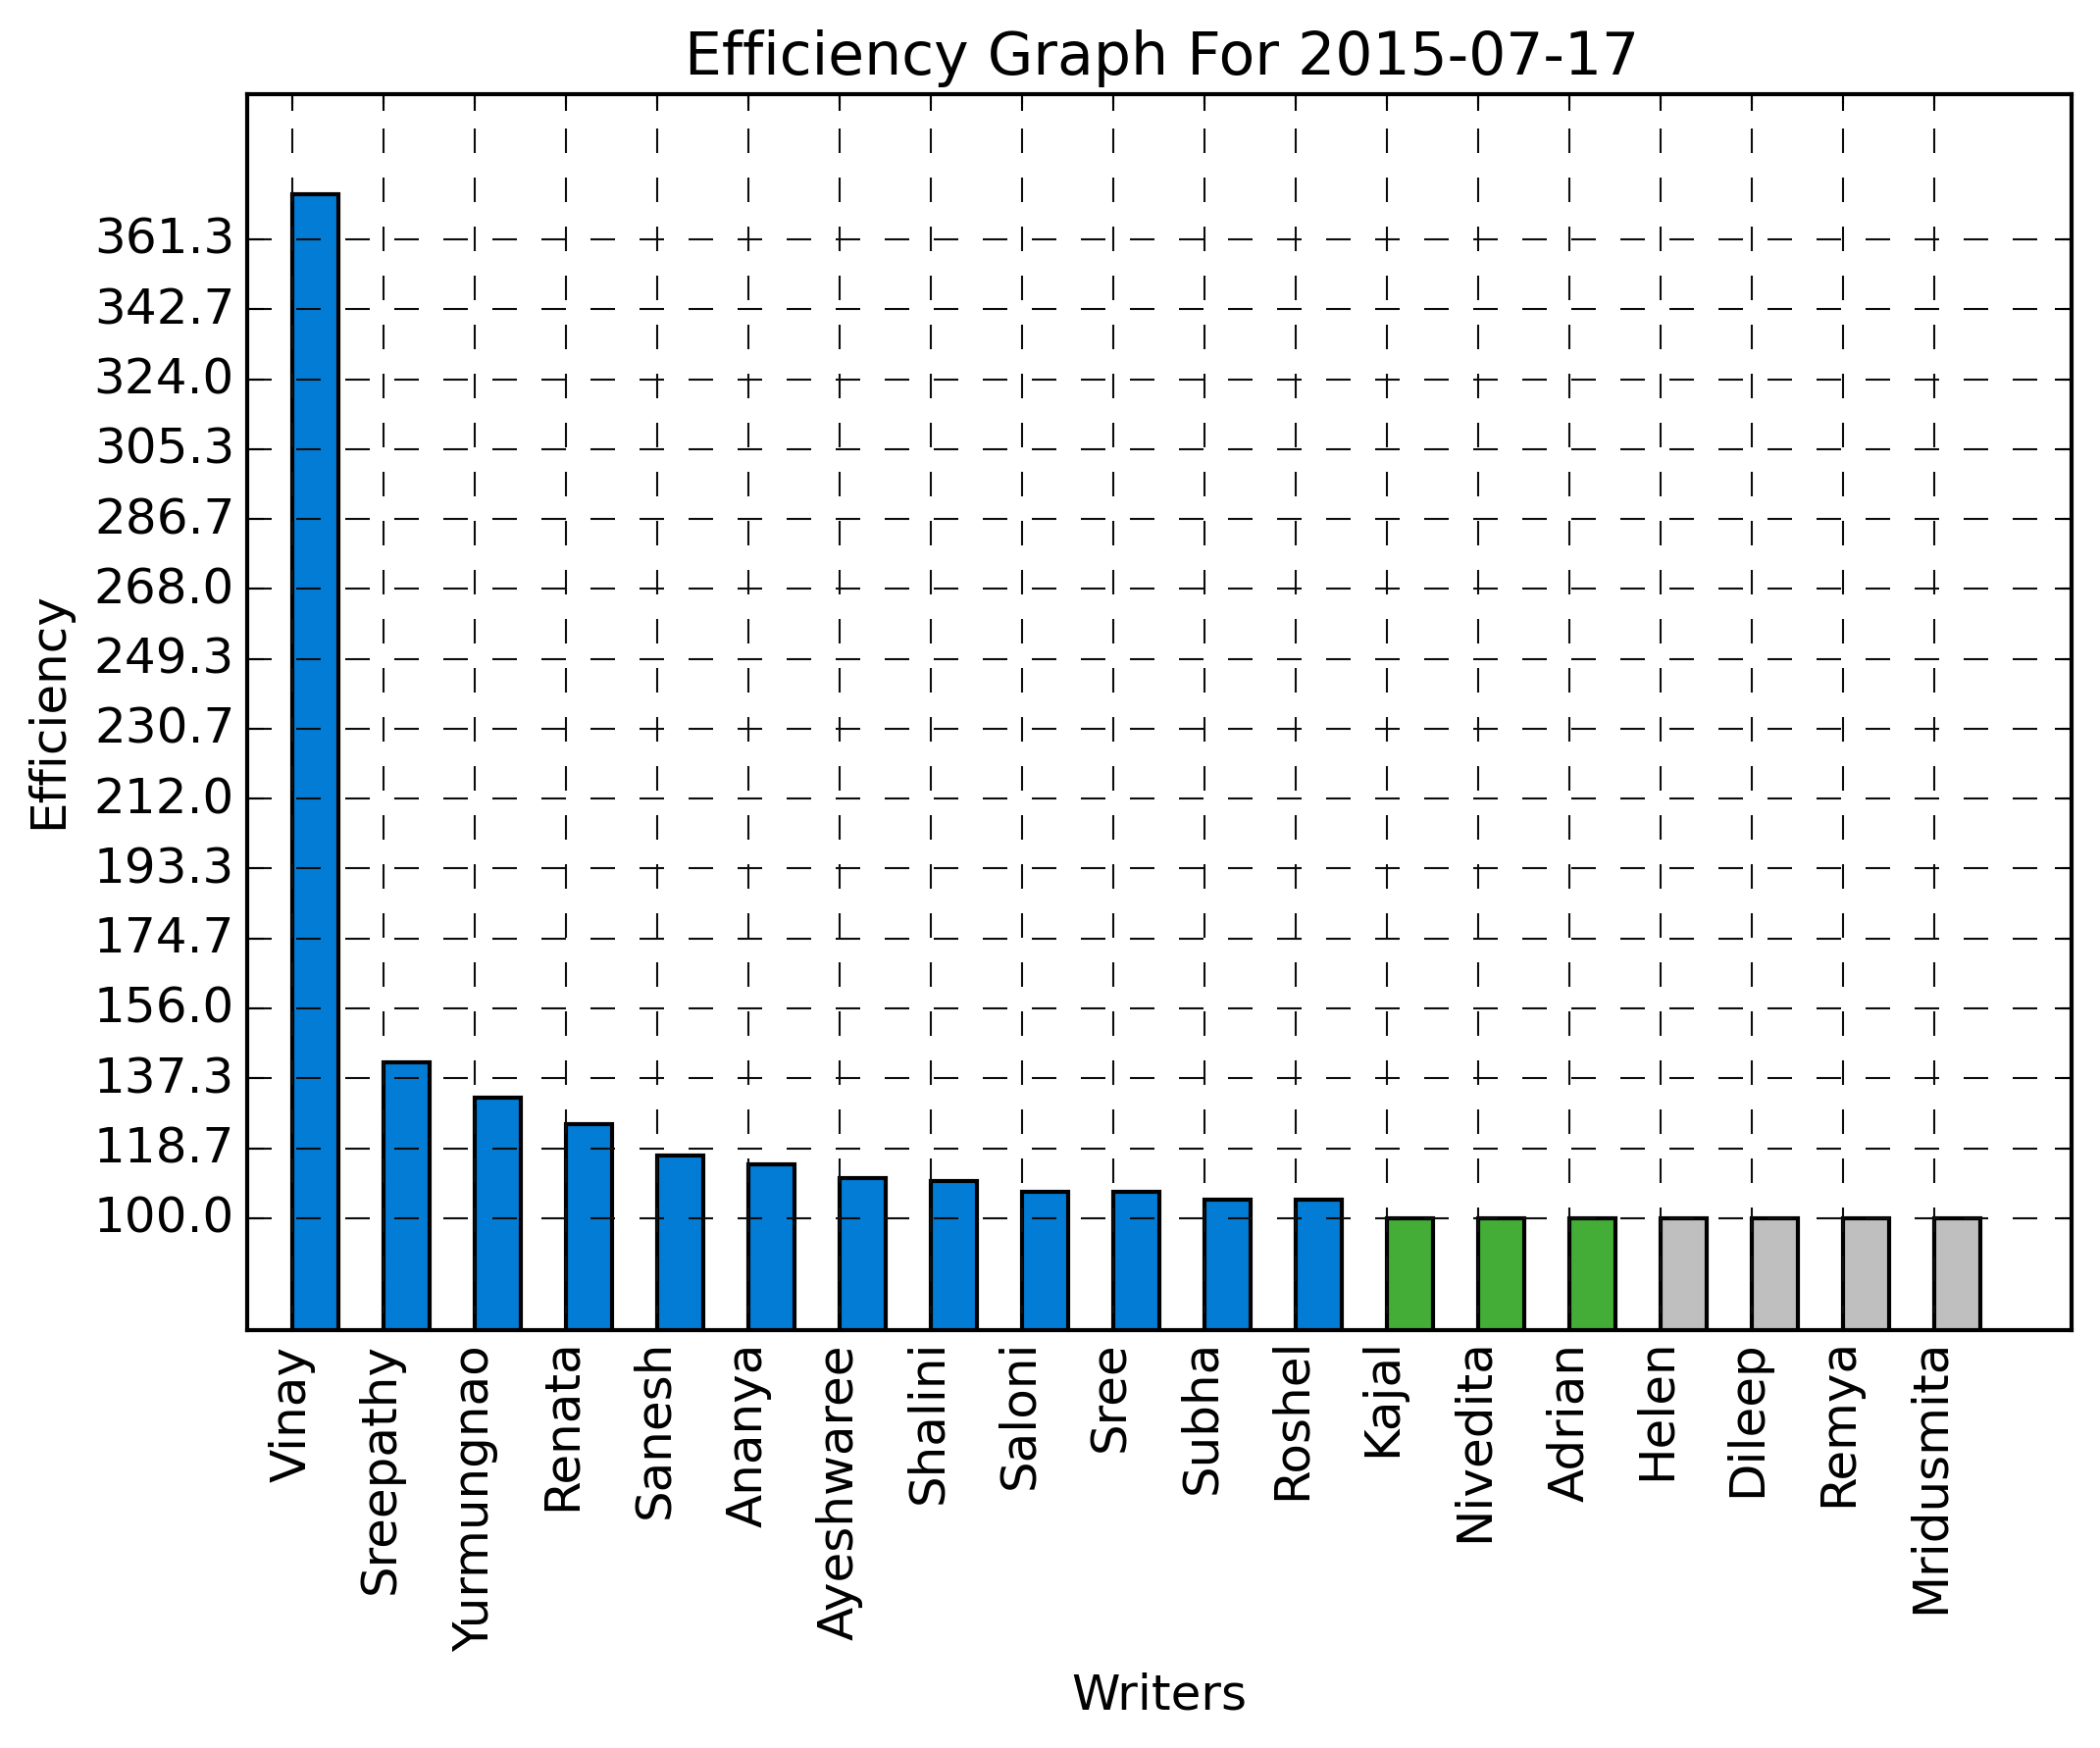 Efficiency Graph For 2015-07-17
Efficiency
361.3
342.7
324.0
305.3
286.7
268.0
249.3
230.7
212.0
193.3
174.7
156.0
137.3
118.7
100.0
Vinay
Sreepathy
Yurmungnao
Renata
Sanesh
Ananya
Ayeshwaree
Shalini
Saloni
Sree
Subha
Roshel
Kajal
Nivedita
Adrian
Helen
Dileep
Remya
Mridusmita
Writers